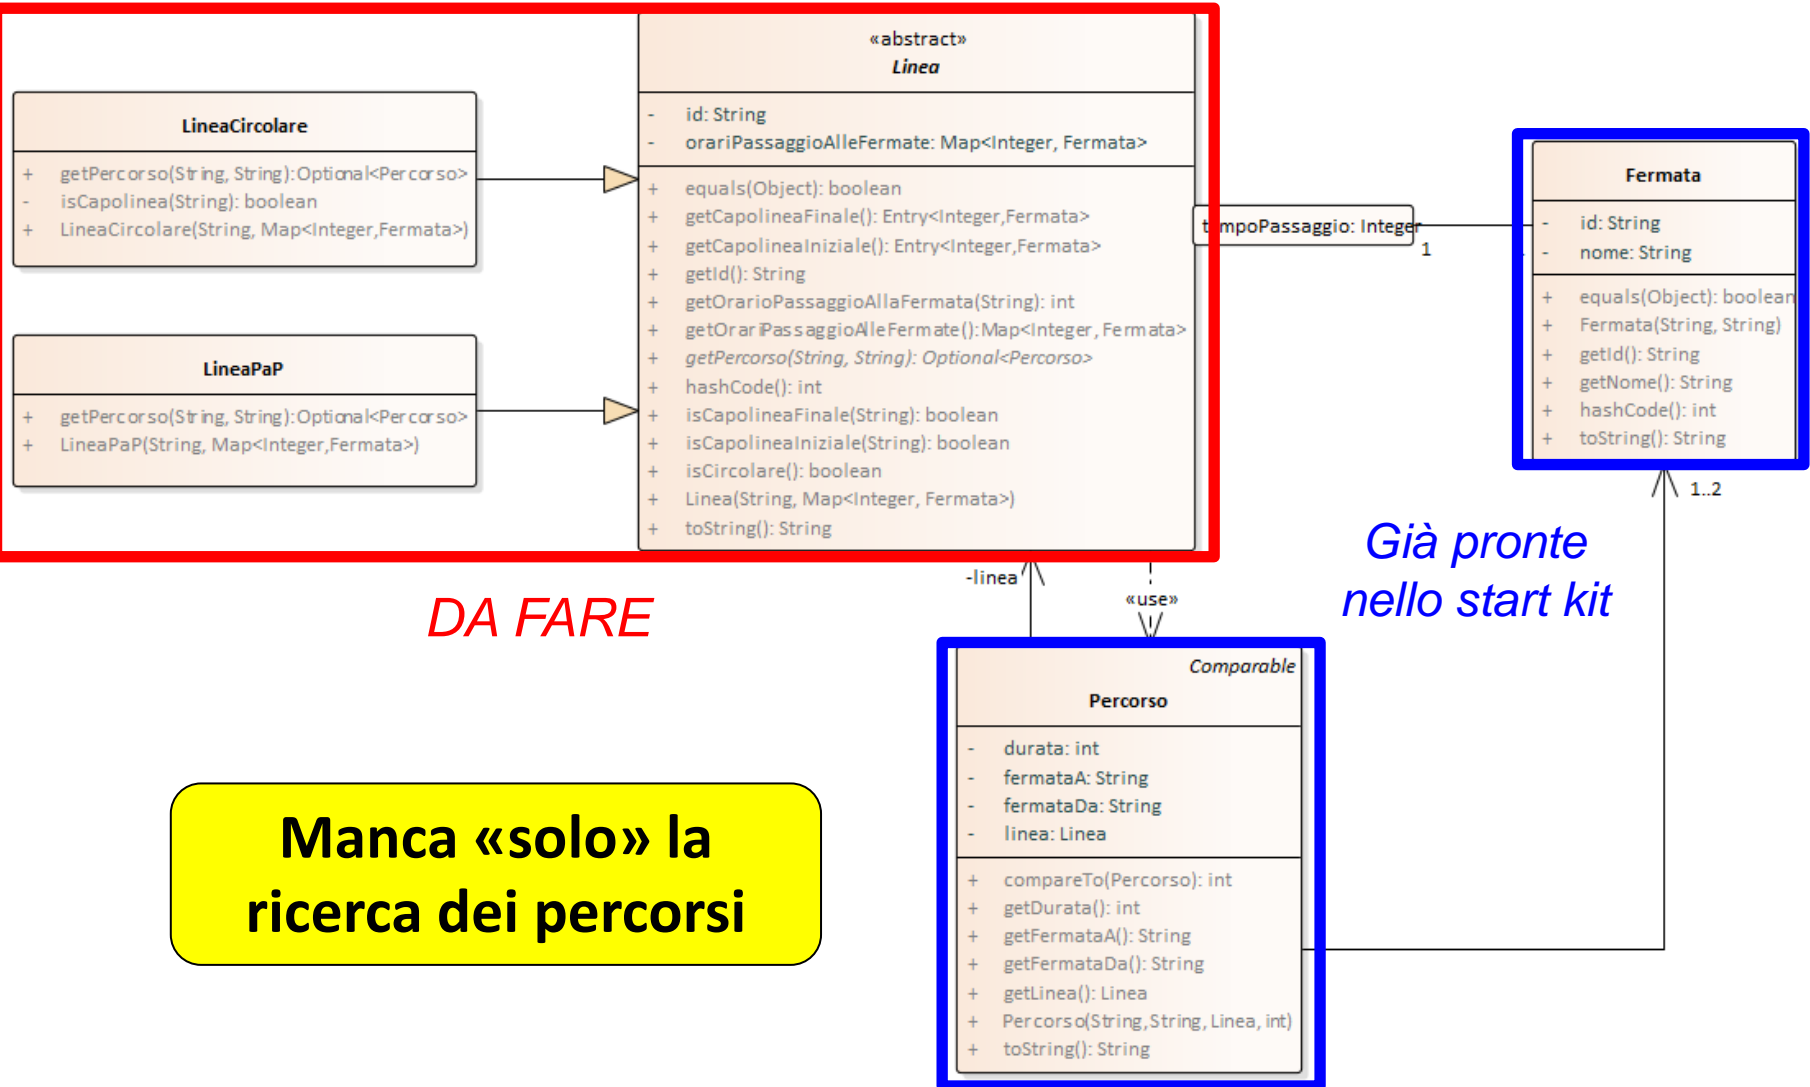 LineaCircolare
+ getPercorso(String, String):Optional<Percorso>
- isCapolinea(String): boolean
+ LineaCircolare(String, Map<Integer,Fermata>)
LineaPaP
+ getPercorso(String, String):Optional<Percorso>
+ LineaPaP(String, Map<Integer,Fermata>)
«abstract»
Linea
- id: String
- orariPassaggioAlleFermate: Map<Integer, Fermata>
+ equals(Object): boolean
+ getCapolineaFinale(): Entry<Integer,Fermata>
+ getCapolineaIniziale(): Entry<Integer,Fermata>
+ getId(): String
+ getOrarioPassaggioAllaFermata(String): int
+ getOrariPassaggioAlleFermate():Map<Integer, Fermata>
+ getPercorso(String, String): Optional<Percorso>
+ hashCode(): int
+ isCapolineaFinale(String): boolean
+ isCapolineaIniziale(String): boolean
+ isCircolare(): boolean
+ Linea(String, Map<Integer, Fermata>)
+ toString(): String
tempoPassaggio: Integer
1
Fermata
- id: String
- nome: String
+ equals(Object): boolean
+ Fermata(String, String)
+ getId(): String
+ getNome(): String
+ hashCode(): int
+ toString(): String
1..2
Già pronte
nello start kit
DA FARE
-linea
«use»
Comparable
Percorso
- durata: int
- fermataA: String
- fermataDa: String
- linea: Linea
+ compareTo(Percorso): int
+ getDurata(): int
+ getFermataA(): String
+ getFermataDa(): String
+ getLinea(): Linea
+ Percorso(String,String, Linea, int)
+ toString(): String
Manca «solo» la
ricerca dei percorsi